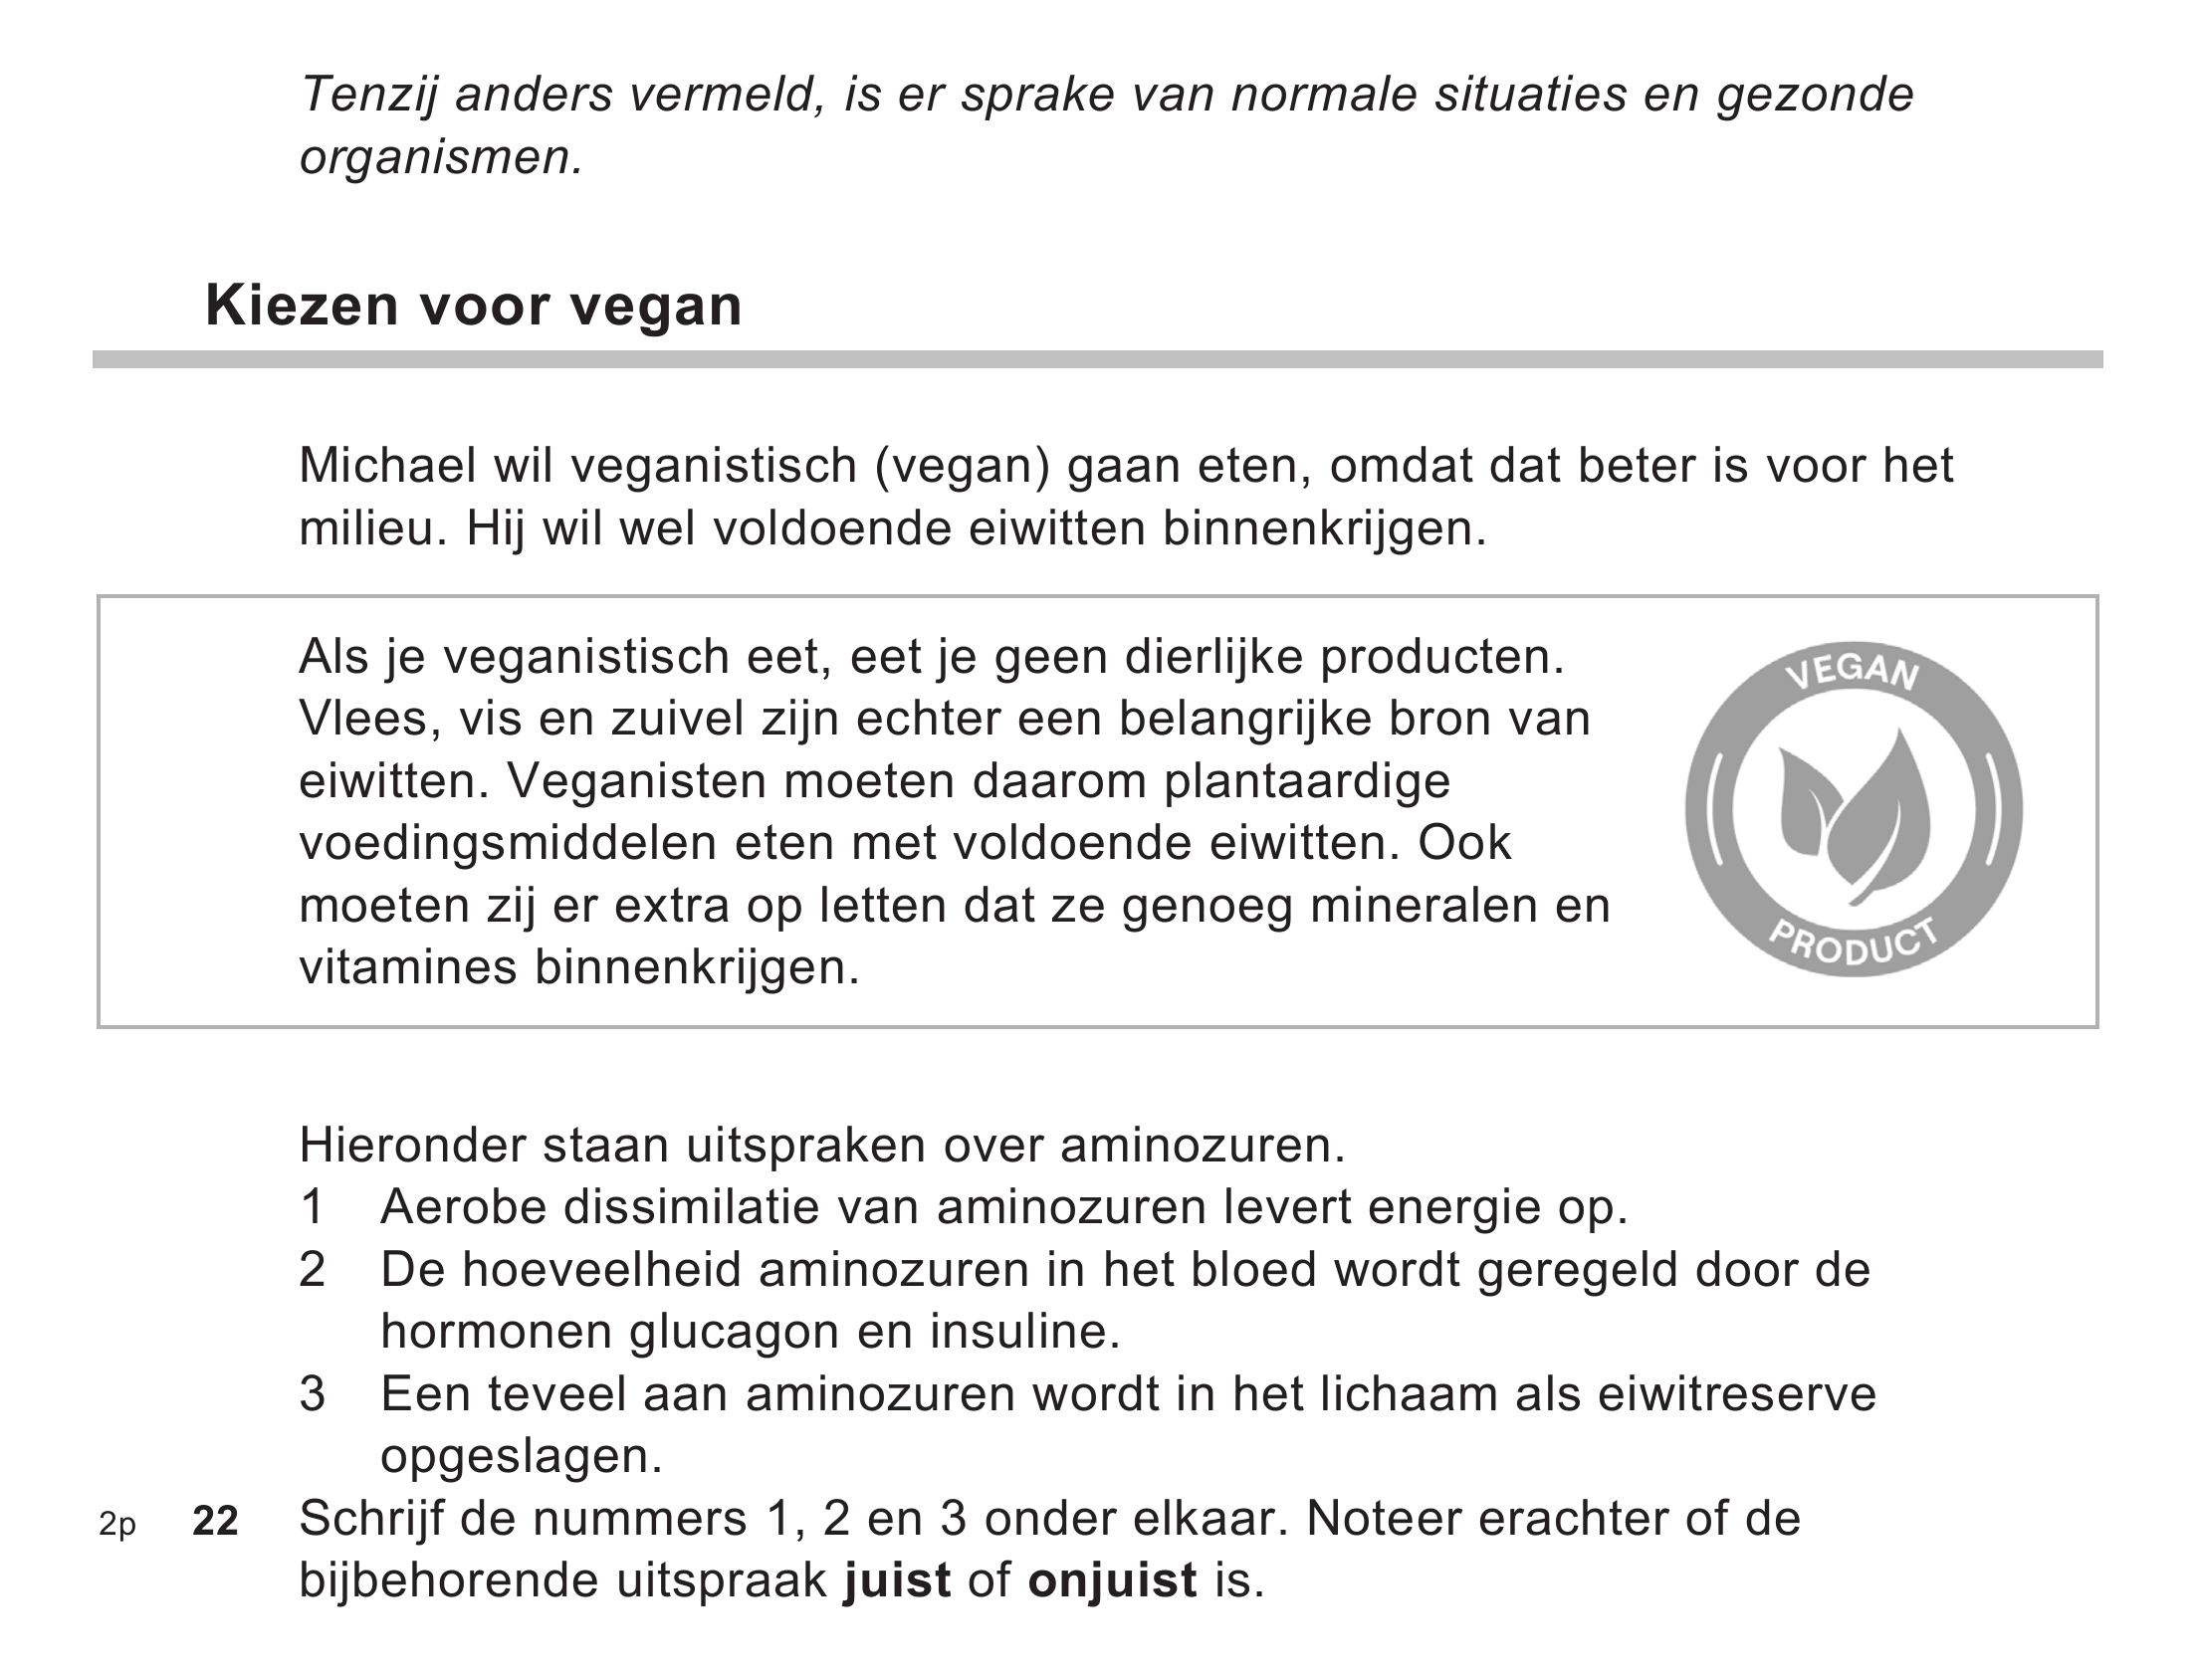 Tenzij anders vermeld, is er sprake van normale situaties en gezonde
organismen.
Kiezen voor vegan
Michael wil veganistisch (vegan) gaan eten, omdat dat beter is voor het
milieu. Hij wil wel voldoende eiwitten binnenkrijgen.
Als je veganistisch eet, eet je geen dierlijke producten.
Vlees, vis en zuivel zijn echter een belangrijke bron van
eiwitten. Veganisten moeten daarom plantaardige
voedingsmiddelen eten met voldoende eiwitten. Ook
moeten zij er extra op letten dat ze genoeg mineralen en
vitamines binnenkrijgen.
VEGAN
PRODUCT
Hieronder staan uitspraken over aminozuren.
1 Aerobe dissimilatie van aminozuren levert energie op.
2 De hoeveelheid aminozuren in het bloed wordt geregeld door de
hormonen glucagon en insuline.
3 Een teveel aan aminozuren wordt in het lichaam als eiwitreserve
opgeslagen.
2p 22 Schrijf de nummers 1, 2 en 3 onder elkaar. Noteer erachter of de
bijbehorende uitspraak juist of onjuist is.